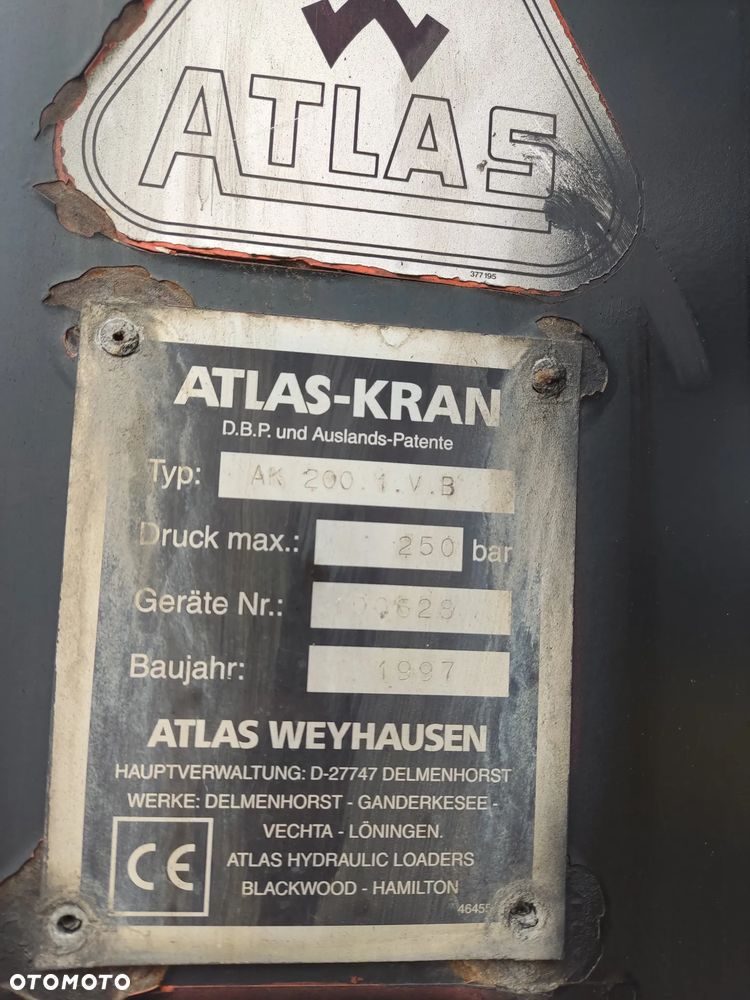 ATLAS
377195
ATLAS-KRAN
D.B.P. und Auslands-Patente
Typ: AK 200.1.V.B
Druck max.: 250 bar
Geräte Nr.:
Baujahr: 1997
ATLAS WEYHAUSEN
HAUPTVERWALTUNG: D-27747 DELMENHORST
WERKE: DELMENHORST - GANDERKESEE -
VECHTA - LÖNINGEN.
CE
ATLAS HYDRAULIC LOADERS
BLACKWOOD - HAMILTON
OTOMOTO